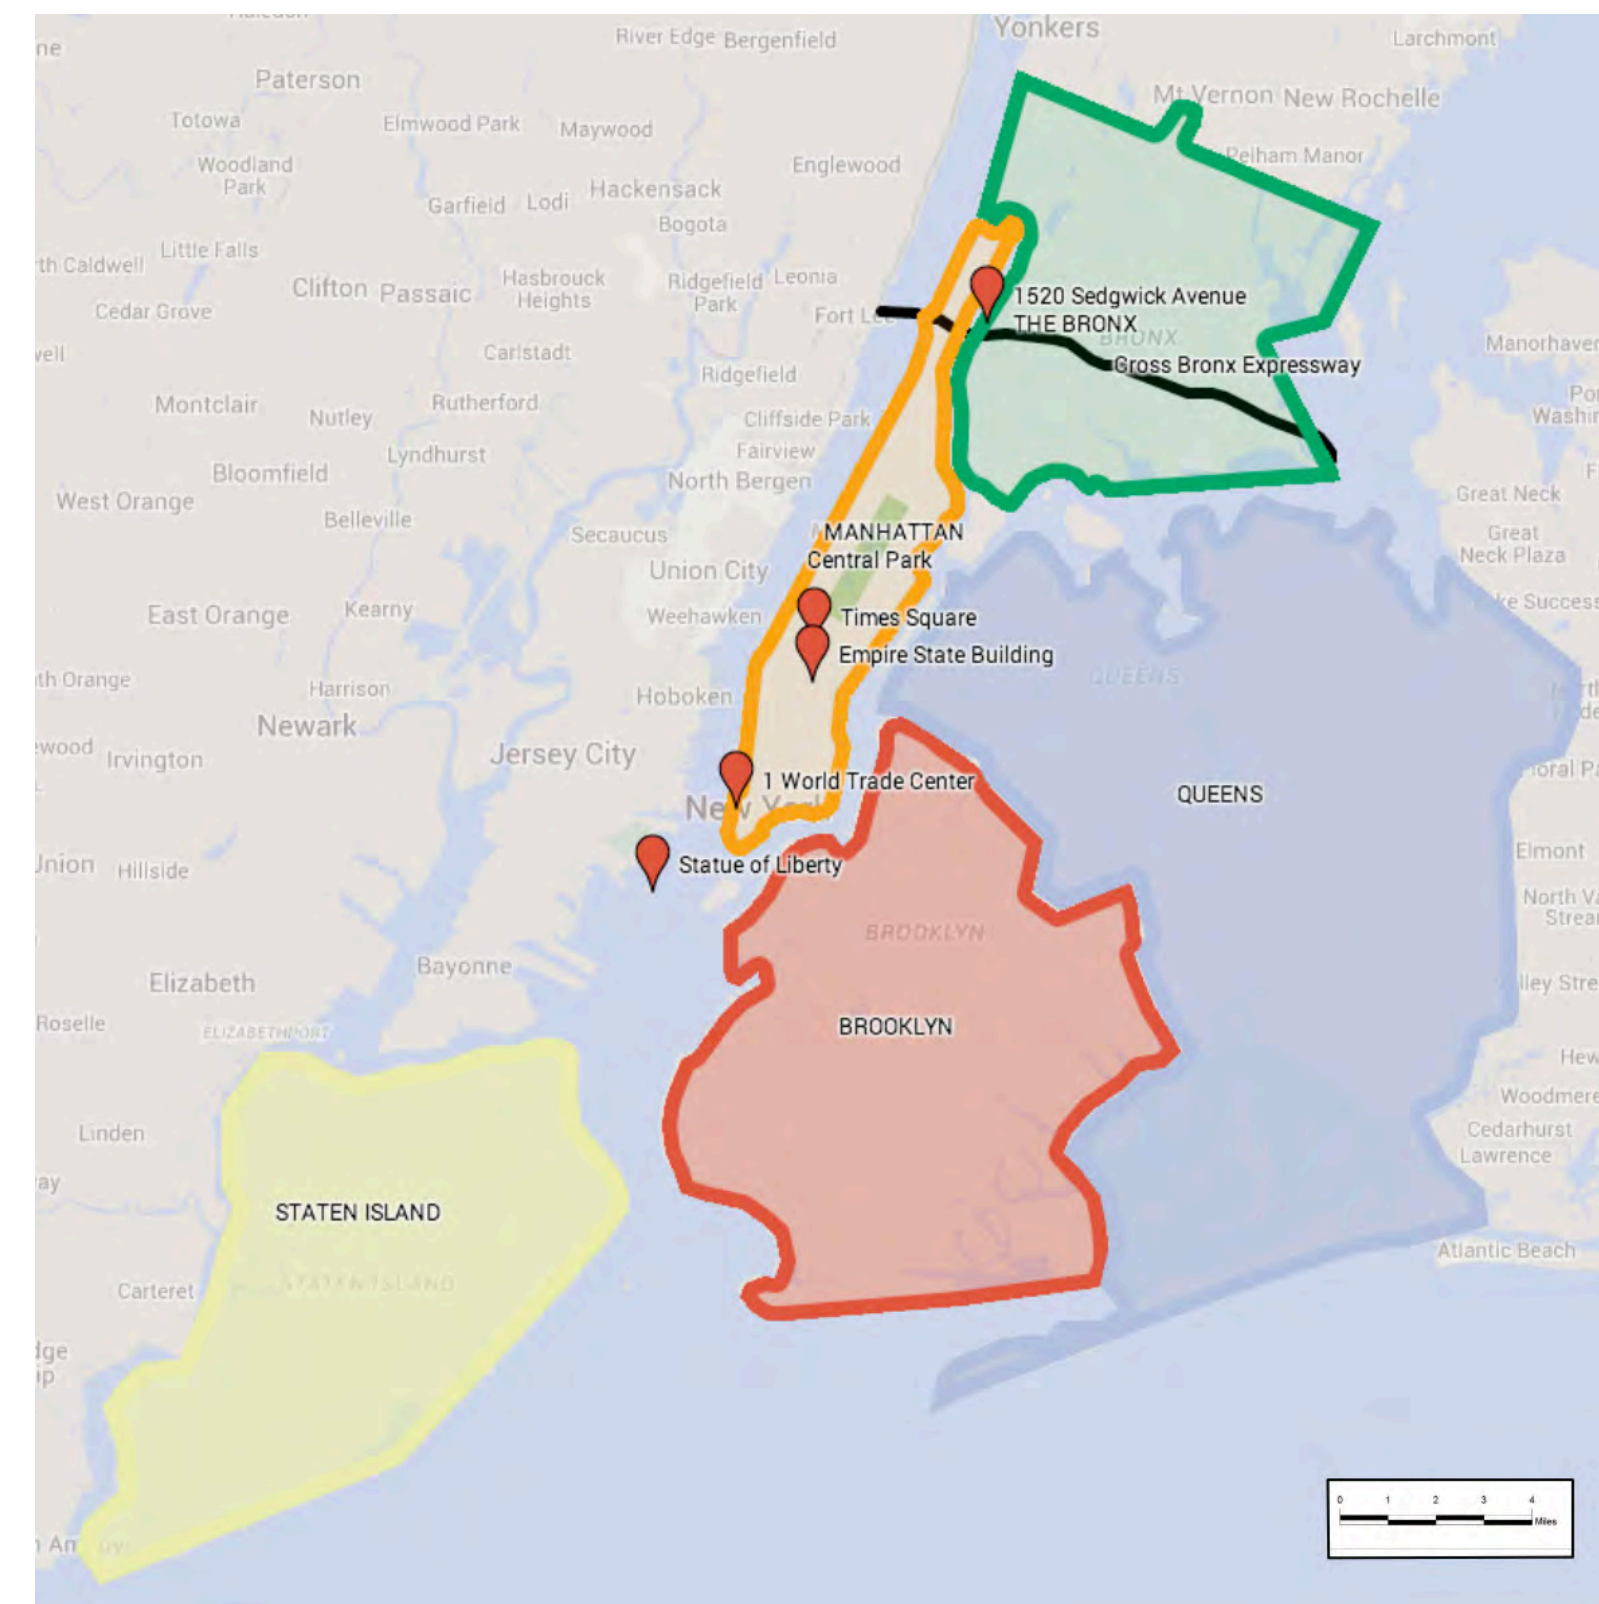 Yonkers
River Edge
Bergenfield
Larchmont
Paterson
Mt Vernon
New Rochelle
Totowa
Elmwood Park
Maywood
Pelham Manor
Woodland
Park
Englewood
Hackensack
Garfield
Lodi
Bogota
Little Falls
Clifton
Passaic
Hasbrouck
Heights
Ridgefield
Park
Leonia
Cedar Grove
1520 Sedgwick Avenue
THE BRONX
BRONX
Manorhaven
Carlstadt
Cross Bronx Expressway
Ridgefield
Montclair
Nutley
Rutherford
Cliffside Park
Lyndhurst
Fairview
Bloomfield
North Bergen
West Orange
Great Neck
Belleville
Secaucus
MANHATTAN
Central Park
Great
Neck Plaza
Union City
East Orange
Kearny
Weehawken
Times Square
Empire State Building
QUEENS
Harrison
Hoboken
Newark
Irvington
Jersey City
1 World Trade Center
New York
QUEENS
Statue of Liberty
Hillside
Elmont
BROOKLYN
Bayonne
Elizabeth
Roselle
ELIZABETHPORT
BROOKLYN
Woodmere
Linden
Cedarhurst
Lawrence
STATEN ISLAND
Atlantic Beach
STATEN ISLAND
Carteret
0 1 2 3 4
Miles